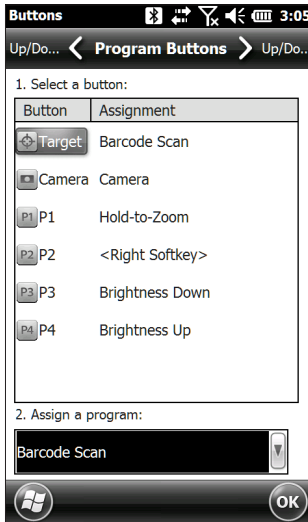 Buttons 3:05
Up/Do... Program Buttons Up/Do..
1. Select a button:
Button Assignment
Target Barcode Scan
Camera Camera
P1 P1 Hold-to-Zoom
P2 P2 <Right Softkey>
P3 P3 Brightness Down
P4 P4 Brightness Up
2. Assign a program:
Barcode Scan
OK